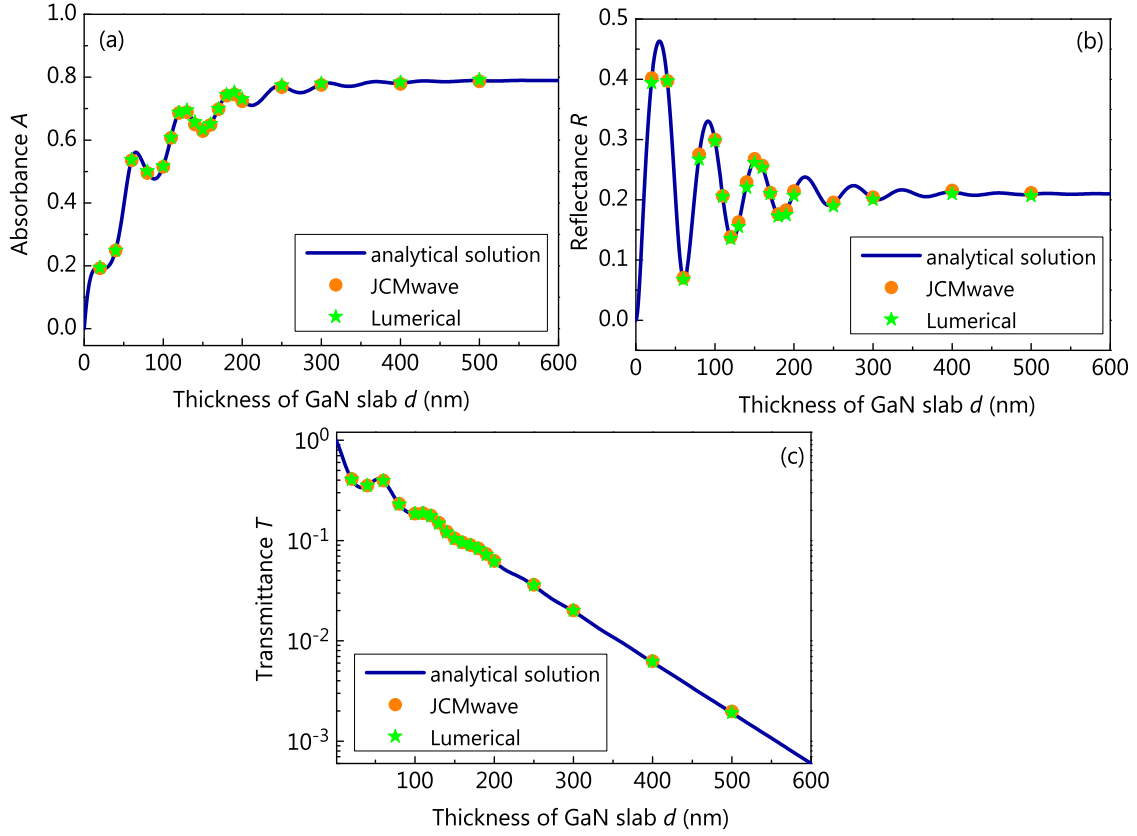 (a)
Absorbance A
1.0
0.8
0.6
0.4
0.2
0.0
analytical solution
JCMwave
Lumerical
0 100 200 300 400 500 600
Thickness of GaN slab d (nm)
(b)
Reflectance R
0.5
0.4
0.3
0.2
0.1
0.0
analytical solution
JCMwave
Lumerical
0 100 200 300 400 500 600
Thickness of GaN slab d (nm)
(c)
Transmittance T
10⁰
10⁻¹
10⁻²
10⁻³
analytical solution
JCMwave
Lumerical
100 200 300 400 500 600
Thickness of GaN slab d (nm)